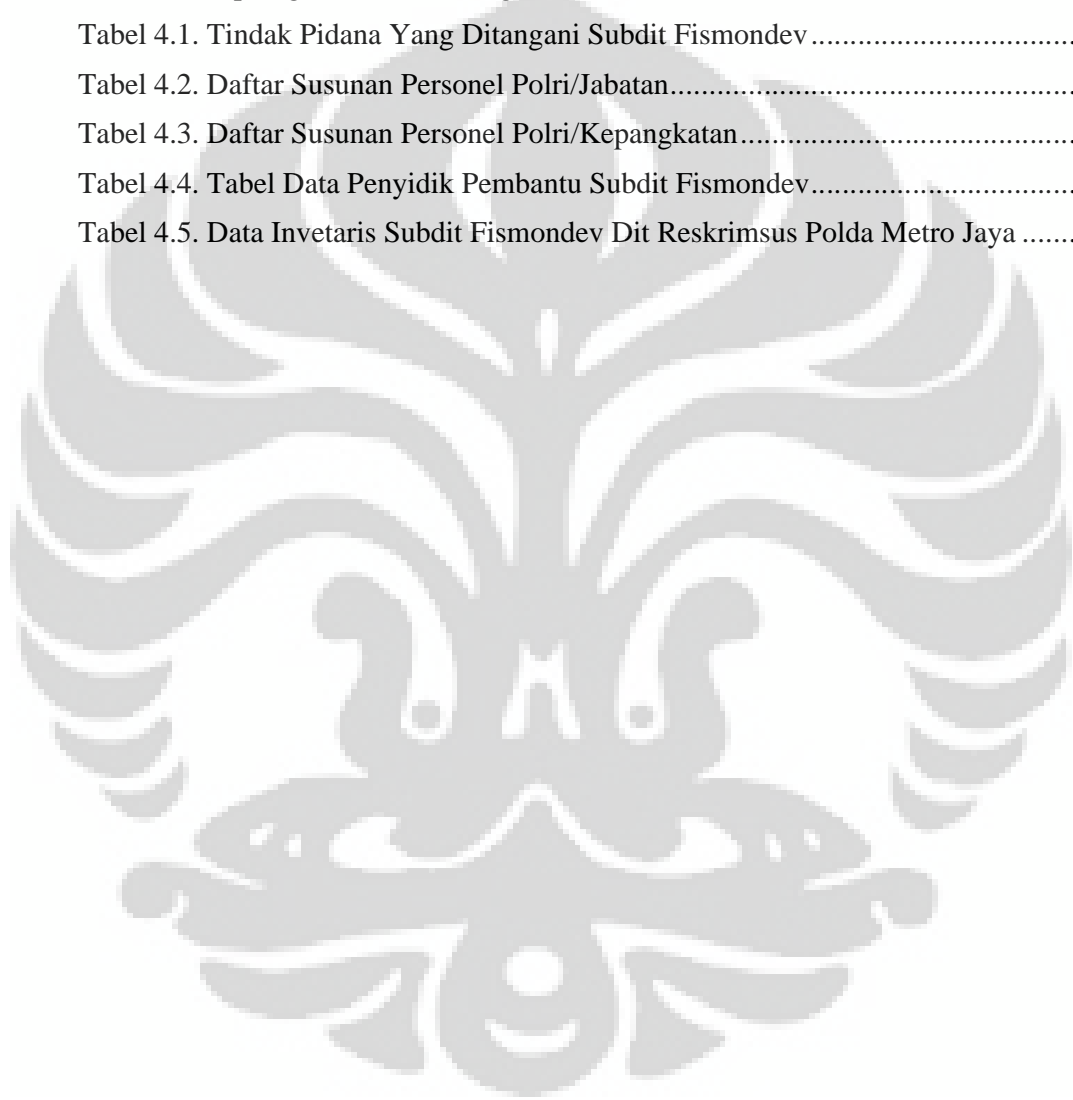 Tabel 4.1. Tindak Pidana Yang Ditangani Subdit Fismondev..................................
Tabel 4.2. Daftar Susunan Personel Polri/Jabatan....................................................
Tabel 4.3. Daftar Susunan Personel Polri/Kepangkatan...........................................
Tabel 4.4. Tabel Data Penyidik Pembantu Subdit Fismondev..................................
Tabel 4.5. Data Invetaris Subdit Fismondev Dit Reskrimsus Polda Metro Jaya .......